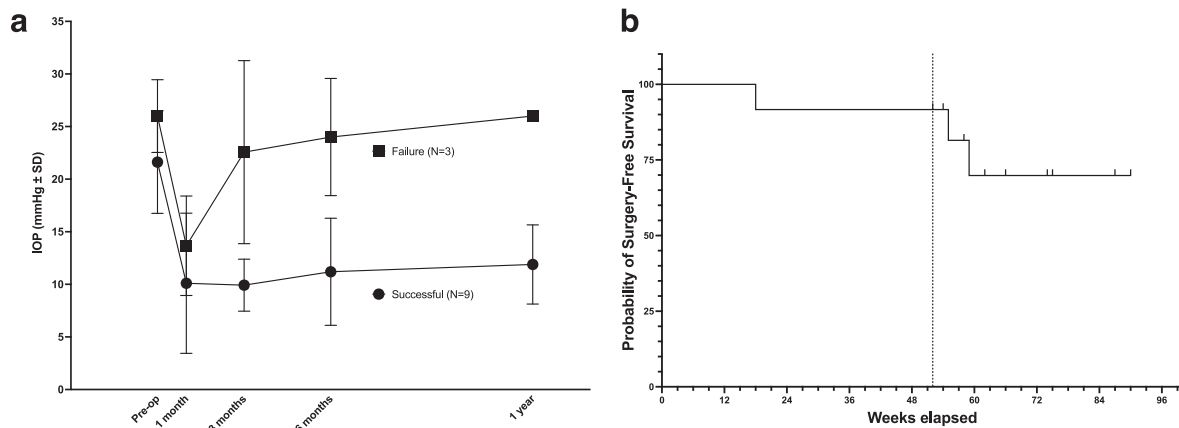 a
35
30
25
20
15
10
5
0
IOP (mmHg ± SD)
Failure (N=3)
Successful (N=9)
Pre-op
1 month
3 months
6 months
1 year
b
100
75
50
25
0
Probability of Surgery-Free Survival
0 12 24 36 48 60 72 84 96
Weeks elapsed